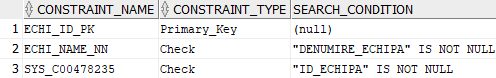 CONSTRAINT_NAME CONSTRAINT_TYPE SEARCH_CONDITION
1 ECHI_ID_PK Primary_Key (null)
2 ECHI_NAME_NN Check "DENUMIRE_ECHIPA" IS NOT NULL
3 SYS_C00478235 Check "ID_ECHIPA" IS NOT NULL